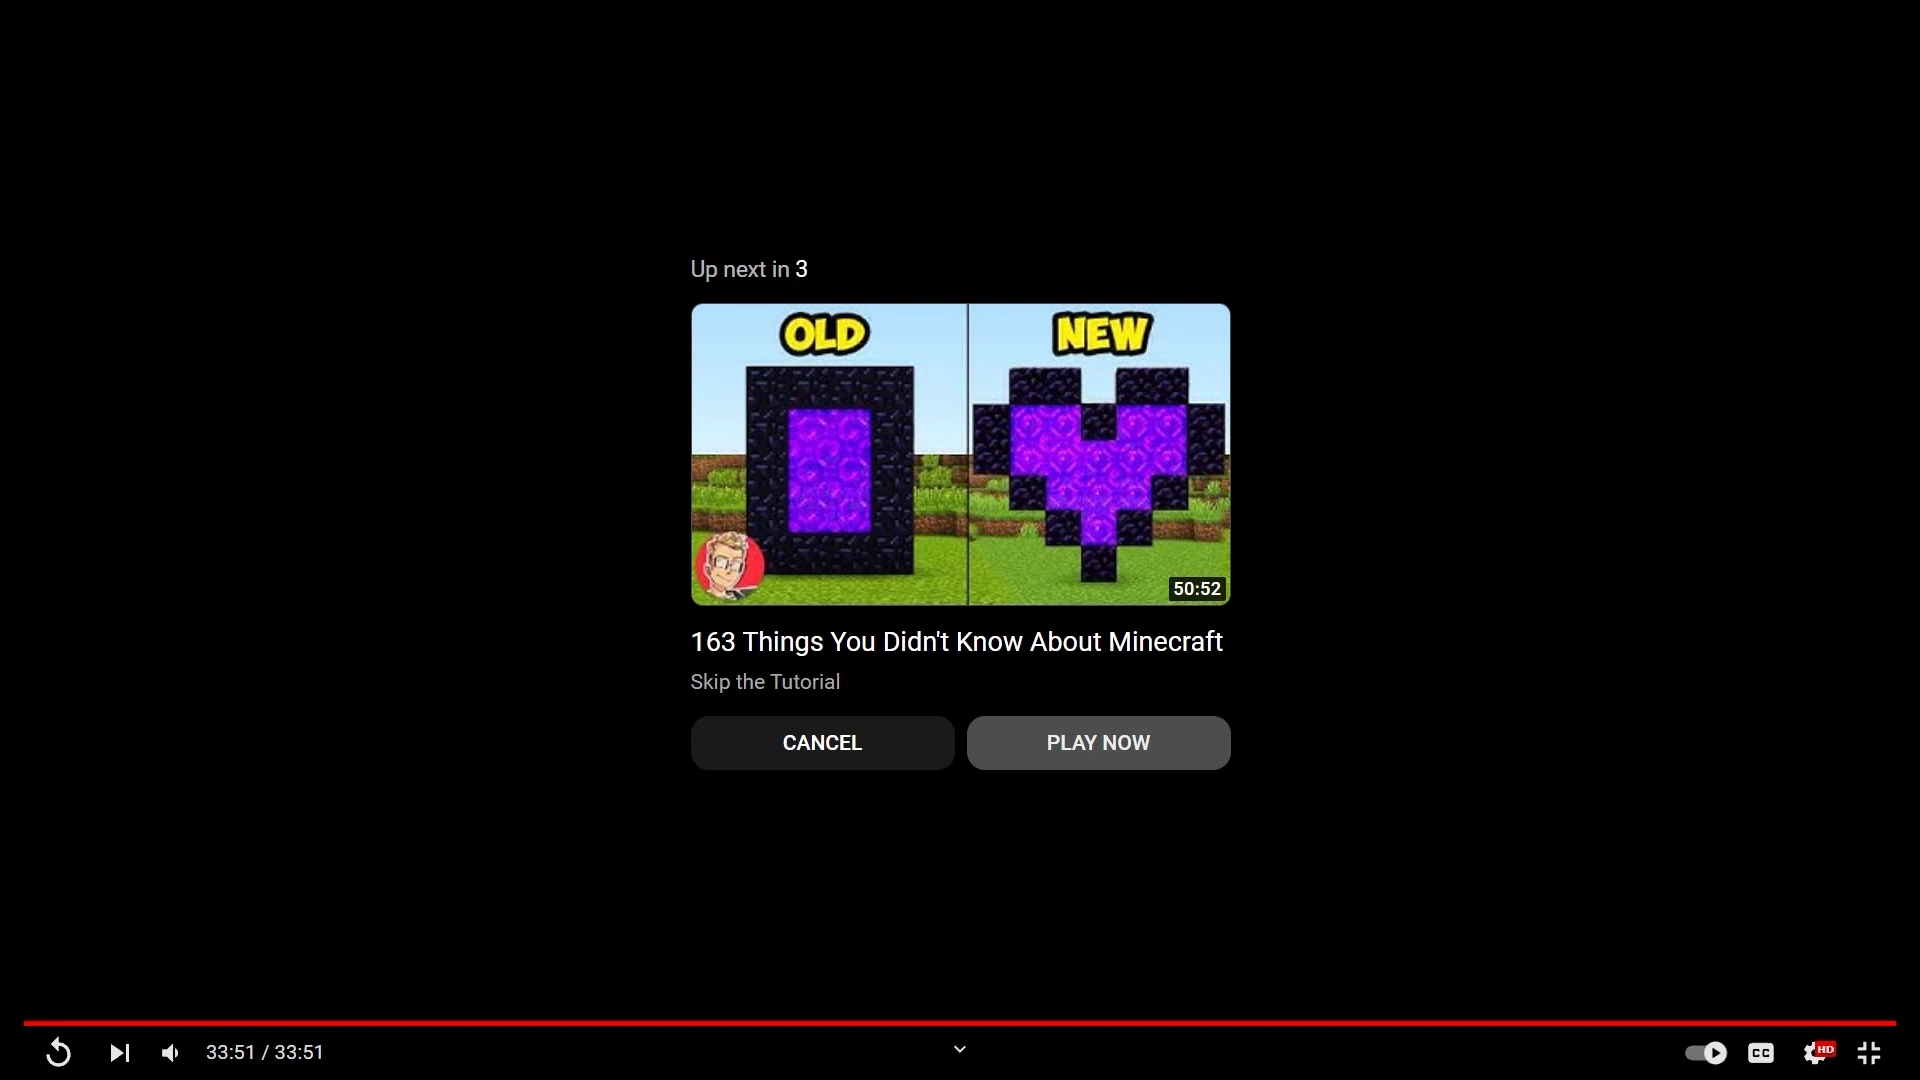 Up next in 3
OLD
NEW
50:52
163 Things You Didn't Know About Minecraft
Skip the Tutorial
CANCEL
PLAY NOW
33:51 / 33:51
CC
HD